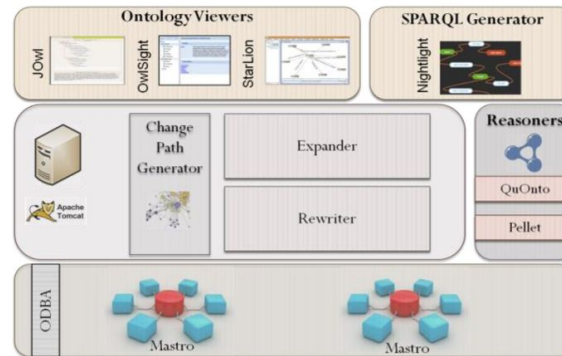 Ontology Viewers
SPARQL Generator
JOwl
OwlSight
StarLion
Nightlight
Change
Path
Generator
Expander
Rewriter
Apache
Tomcat
Reasoners
QuOnto
Pellet
ODBA
Mastro
Mastro